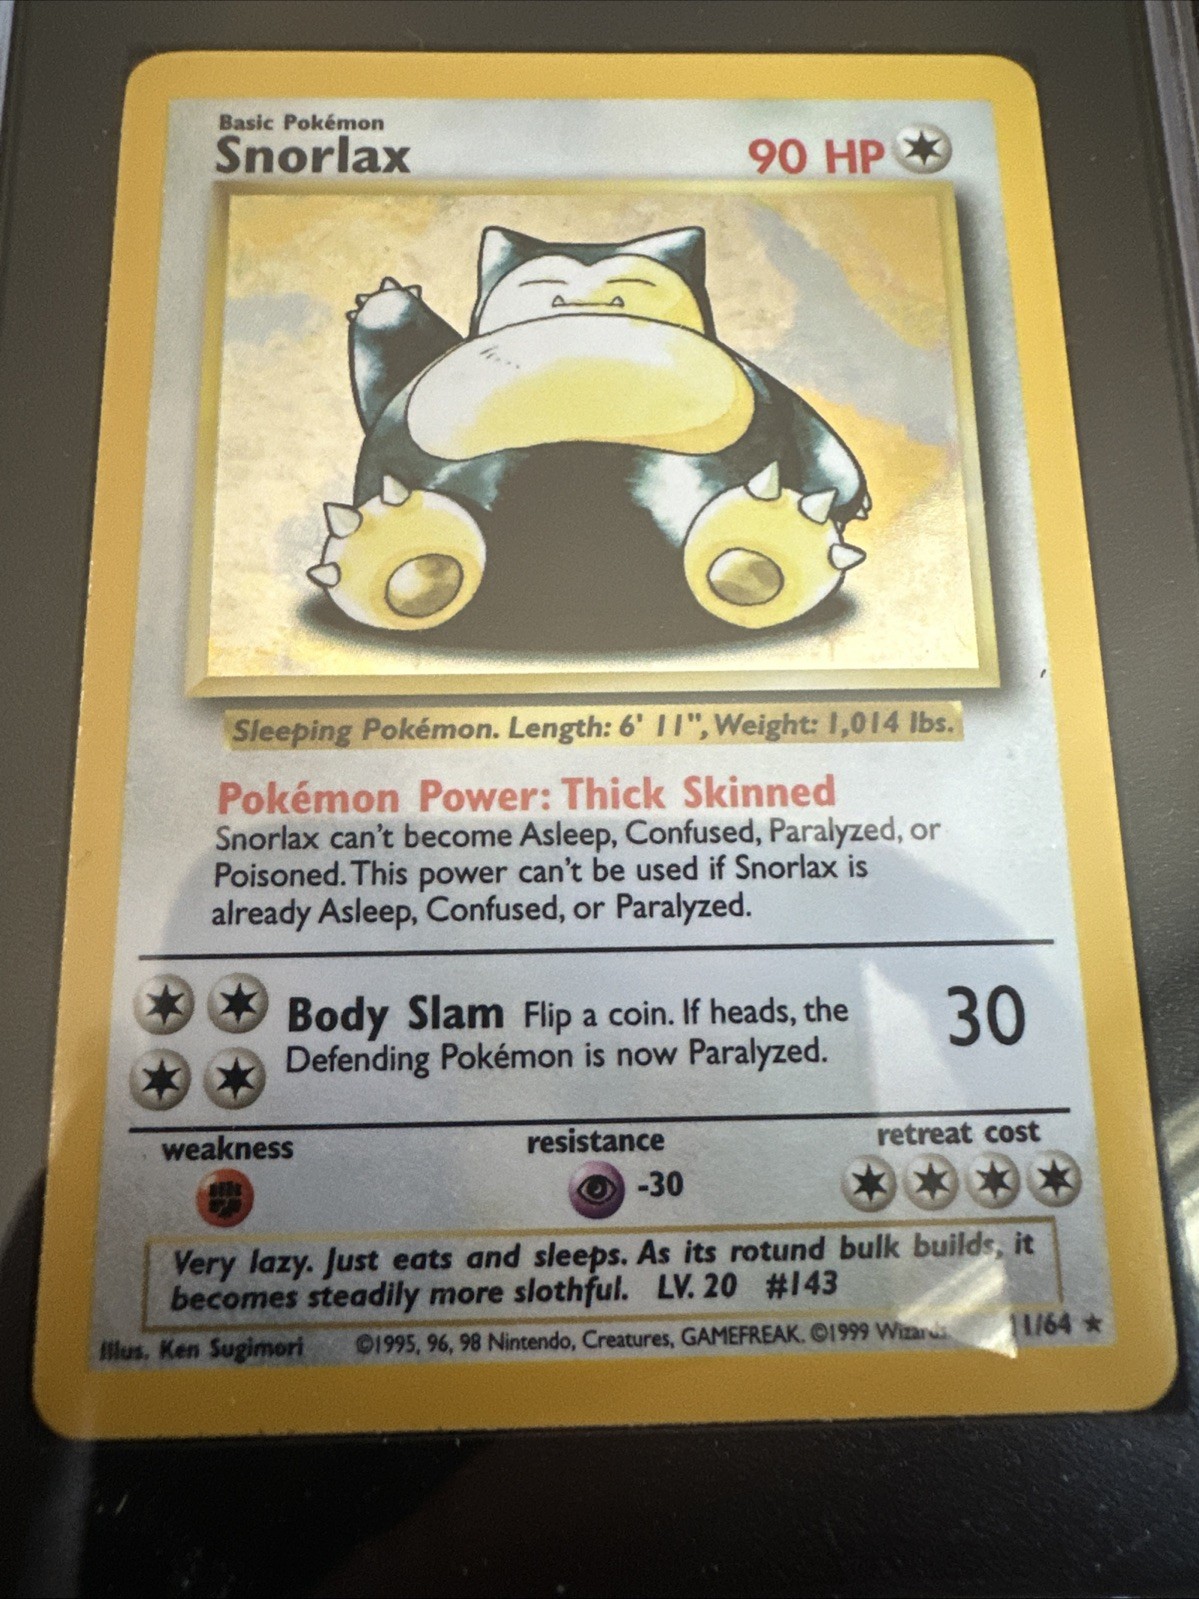 Basic Pokémon
Snorlax
90 HP
Sleeping Pokémon. Length: 6' 11", Weight: 1,014 lbs.
Pokémon Power: Thick Skinned
Snorlax can't become Asleep, Confused, Paralyzed, or
Poisoned. This power can't be used if Snorlax is
already Asleep, Confused, or Paralyzed.
Body Slam Flip a coin. If heads, the
Defending Pokémon is now Paralyzed.
30
weakness
resistance
retreat cost
-30
Very lazy. Just eats and sleeps. As its rotund bulk builds, it
becomes steadily more slothful. LV. 20 #143
Illus. Ken Sugimori
©1995, 96, 98 Nintendo, Creatures, GAMEFREAK. ©1999 Wizards.
11/64 ★